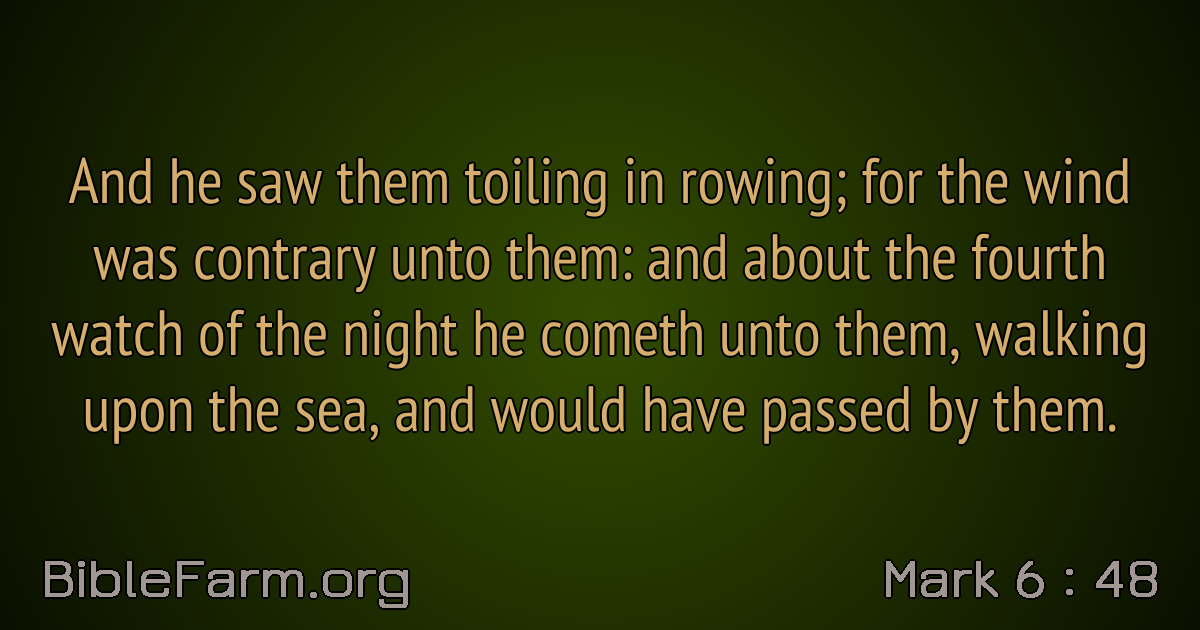 And he saw them toiling in rowing; for the wind
was contrary unto them: and about the fourth
watch of the night he cometh unto them, walking
upon the sea, and would have passed by them.
BibleFarm.org
Mark 6 : 48